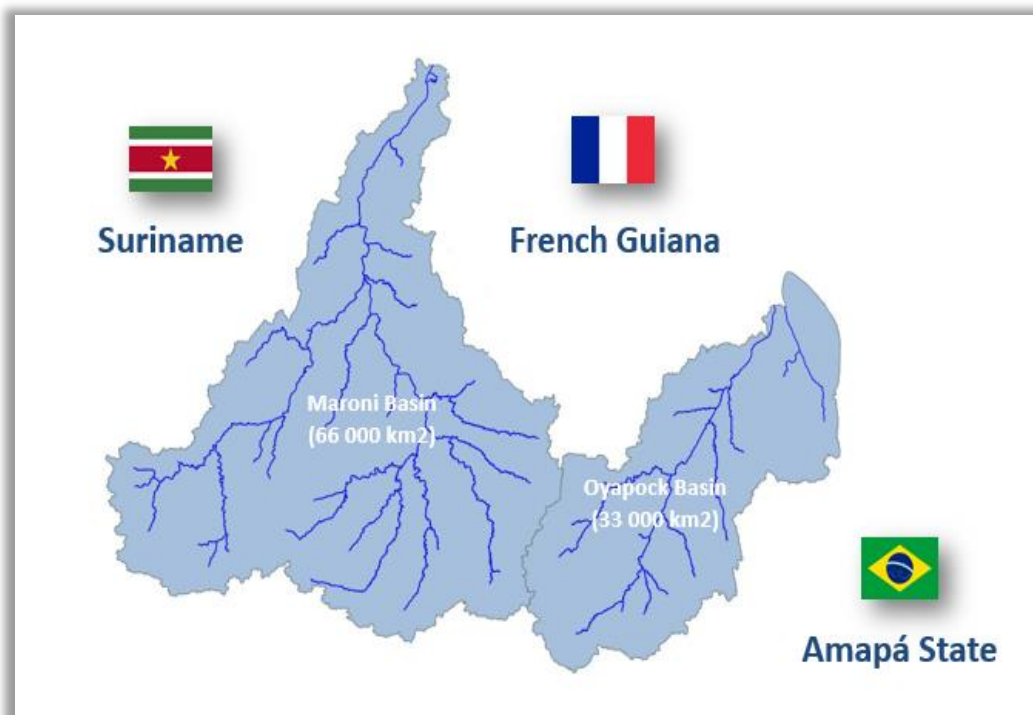 Suriname
French Guiana
Maroni Basin
(66 000 km2)
Oyapock Basin
(33 000 km2)
Amapá State